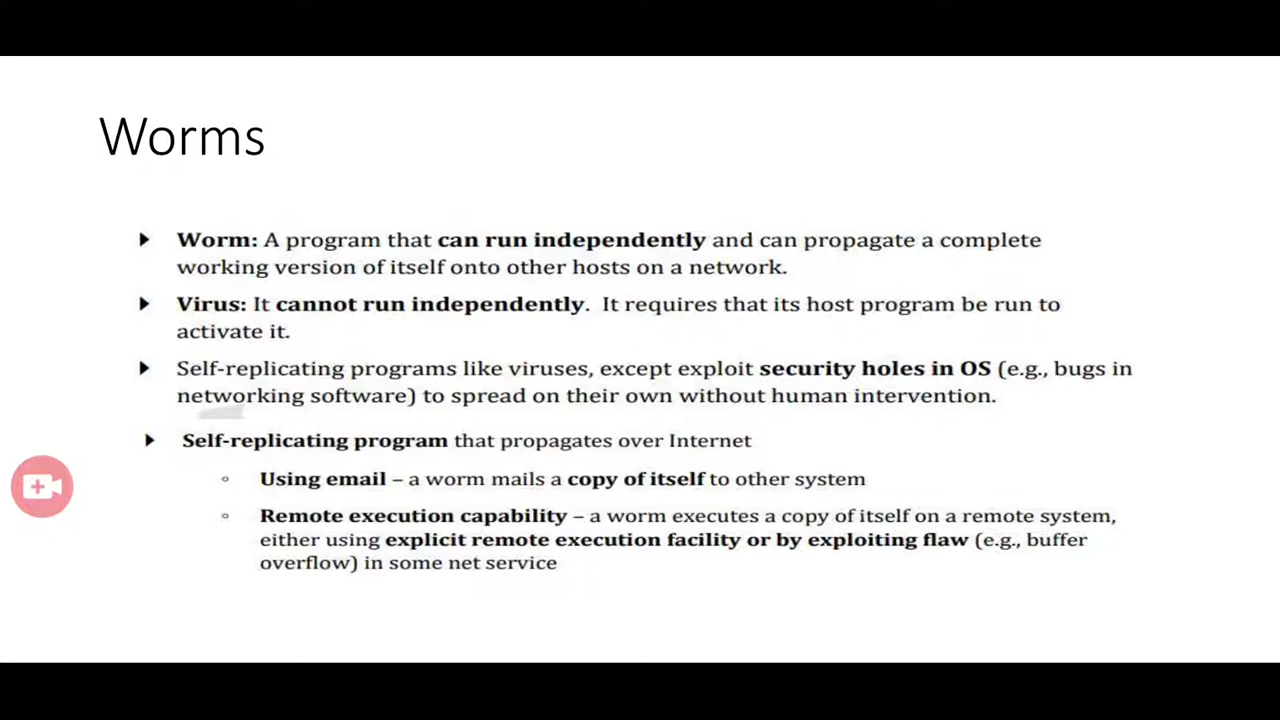 Worms
Worm: A program that can run independently and can propagate a complete
working version of itself onto other hosts on a network.
Virus: It cannot run independently. It requires that its host program be run to
activate it.
Self-replicating programs like viruses, except exploit security holes in OS (e.g., bugs in
networking software) to spread on their own without human intervention.
Self-replicating program that propagates over Internet
Using email – a worm mails a copy of itself to other system
Remote execution capability – a worm executes a copy of itself on a remote system,
either using explicit remote execution facility or by exploiting flaw (e.g., buffer
overflow) in some net service